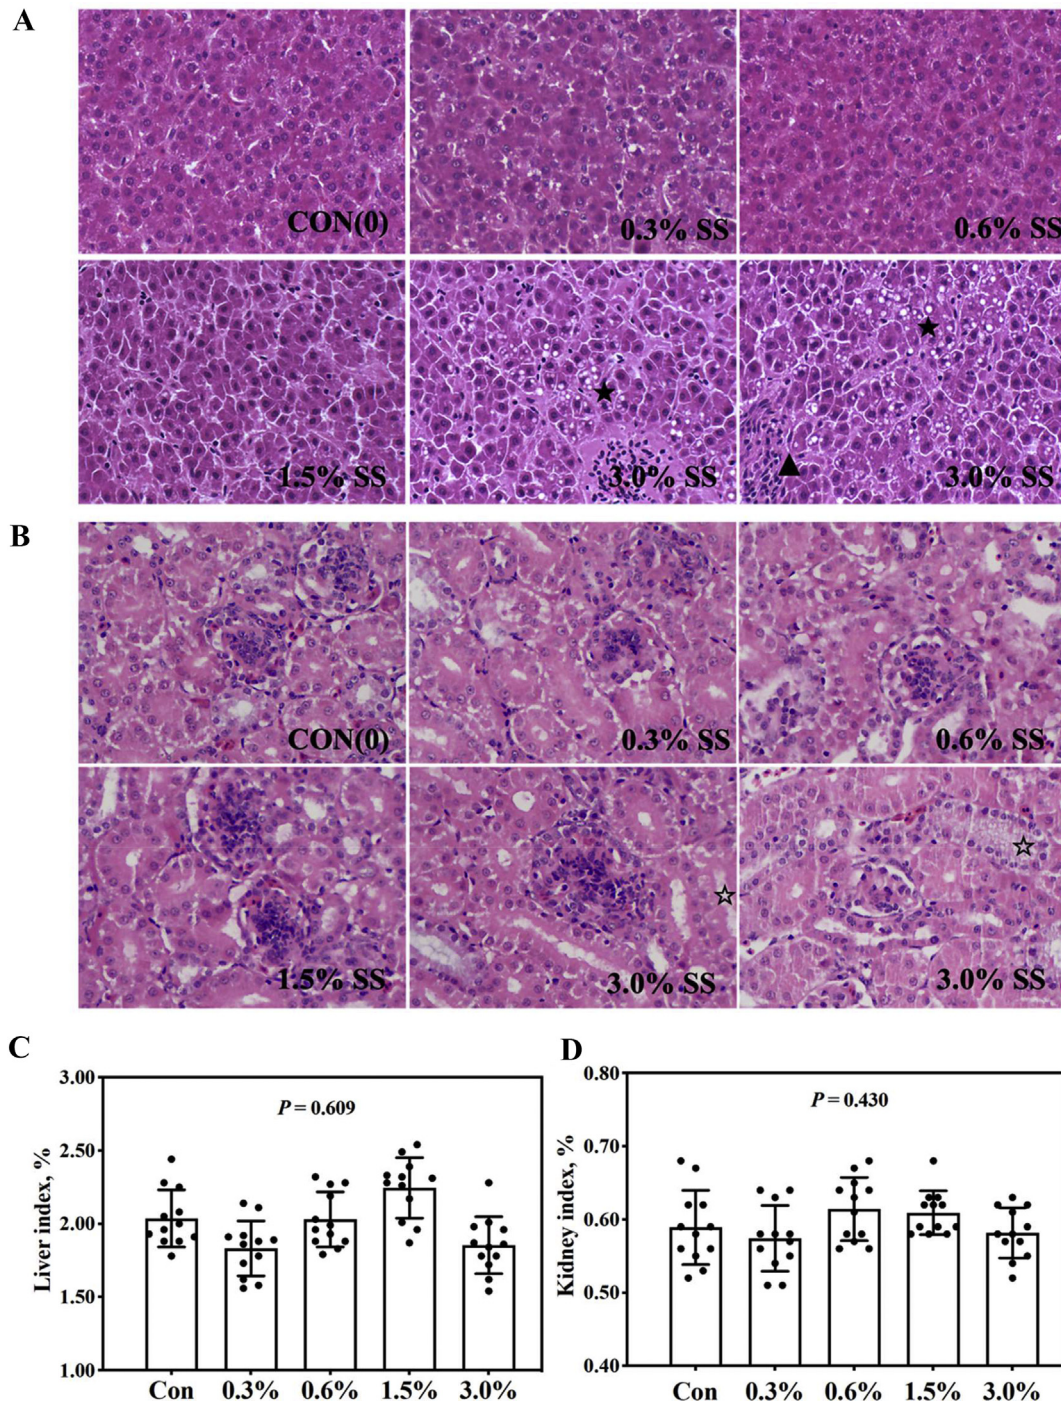 A
CON(0)
0.3% SS
0.6% SS
1.5% SS
3.0% SS
3.0% SS
B
CON(0)
0.3% SS
0.6% SS
1.5% SS
3.0% SS
3.0% SS
C
Liver index, %
3.00
2.50
2.00
1.50
1.00
P = 0.609
Con 0.3% 0.6% 1.5% 3.0%
D
Kidney index, %
0.80
0.70
0.60
0.50
0.40
P = 0.430
Con 0.3% 0.6% 1.5% 3.0%